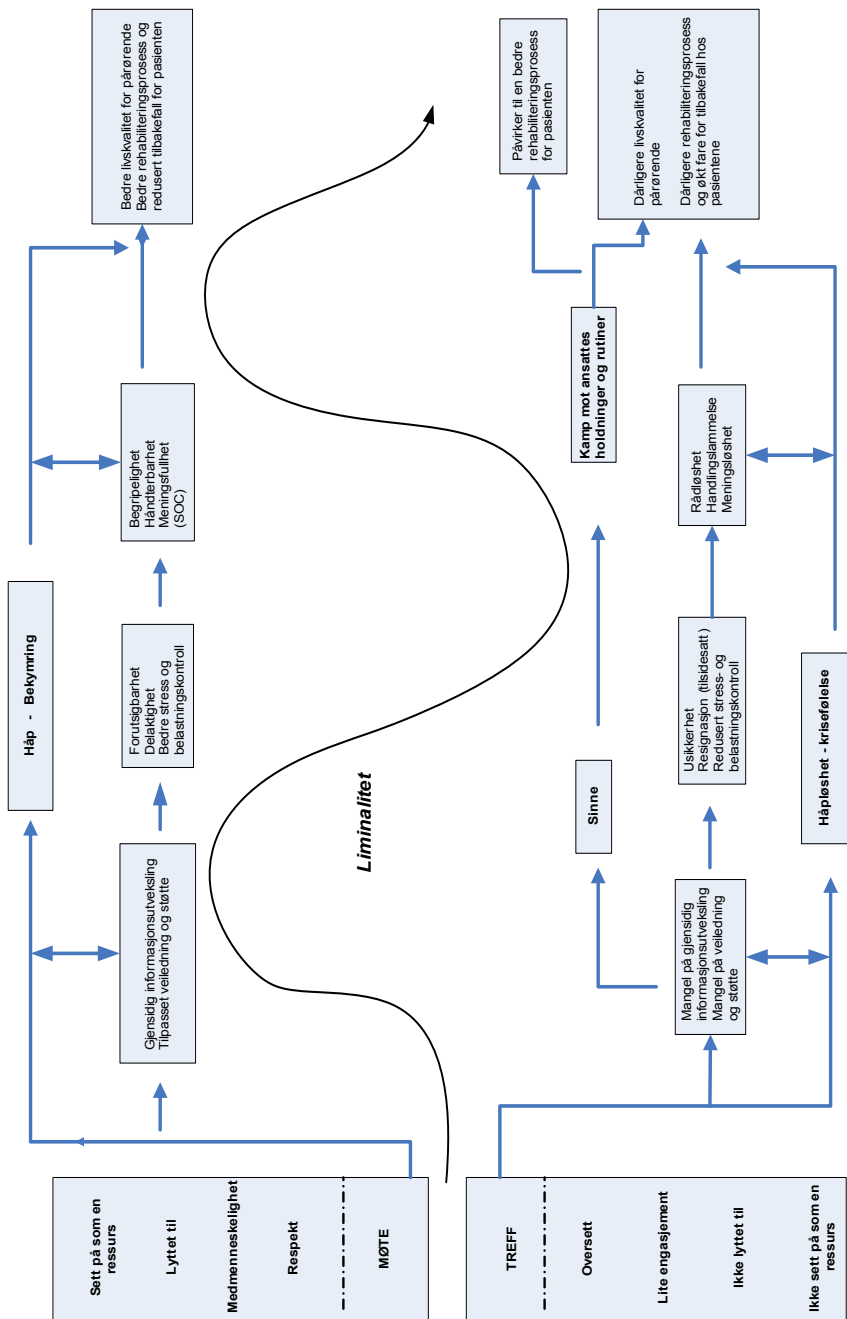 Sett på som en
ressurs
Lyttet til
Medmenneskelighet
Respekt
MØTE
Håp - Bekymring
Gjensidig informasjonsutveksling
Tilpasset veiledning og støtte
Forutsigbarhet
Delaktighet
Bedre stress og
belastningskontroll
Begripelighet
Håndterbarhet
Meningsfullhet
(SOC)
Bedre livskvalitet for pårørende
Bedre rehabiliteringsprosess og
redusert tilbakefall for pasienten
Liminalitet
TREFF
Oversett
Lite engasjement
Ikke lyttet til
Ikke sett på som en
ressurs
Sinne
Kamp mot ansattes
holdninger og rutiner
Påvirker til en bedre
rehabiliteringsprosess
for pasienten
Mangel på gjensidig
informasjonsutveksling
Mangel på veiledning
og støtte
Usikkerhet
Resignasjon (tilsidesatt )
Redusert stress- og
belastningskontroll
Rådløshet
Handlingslammelse
Meningsløshet
Dårligere livskvalitet for
pårørende
Dårligere rehabiliteringsprosess
og økt fare for tilbakefall hos
pasientene
Håpløshet - krisefølelse